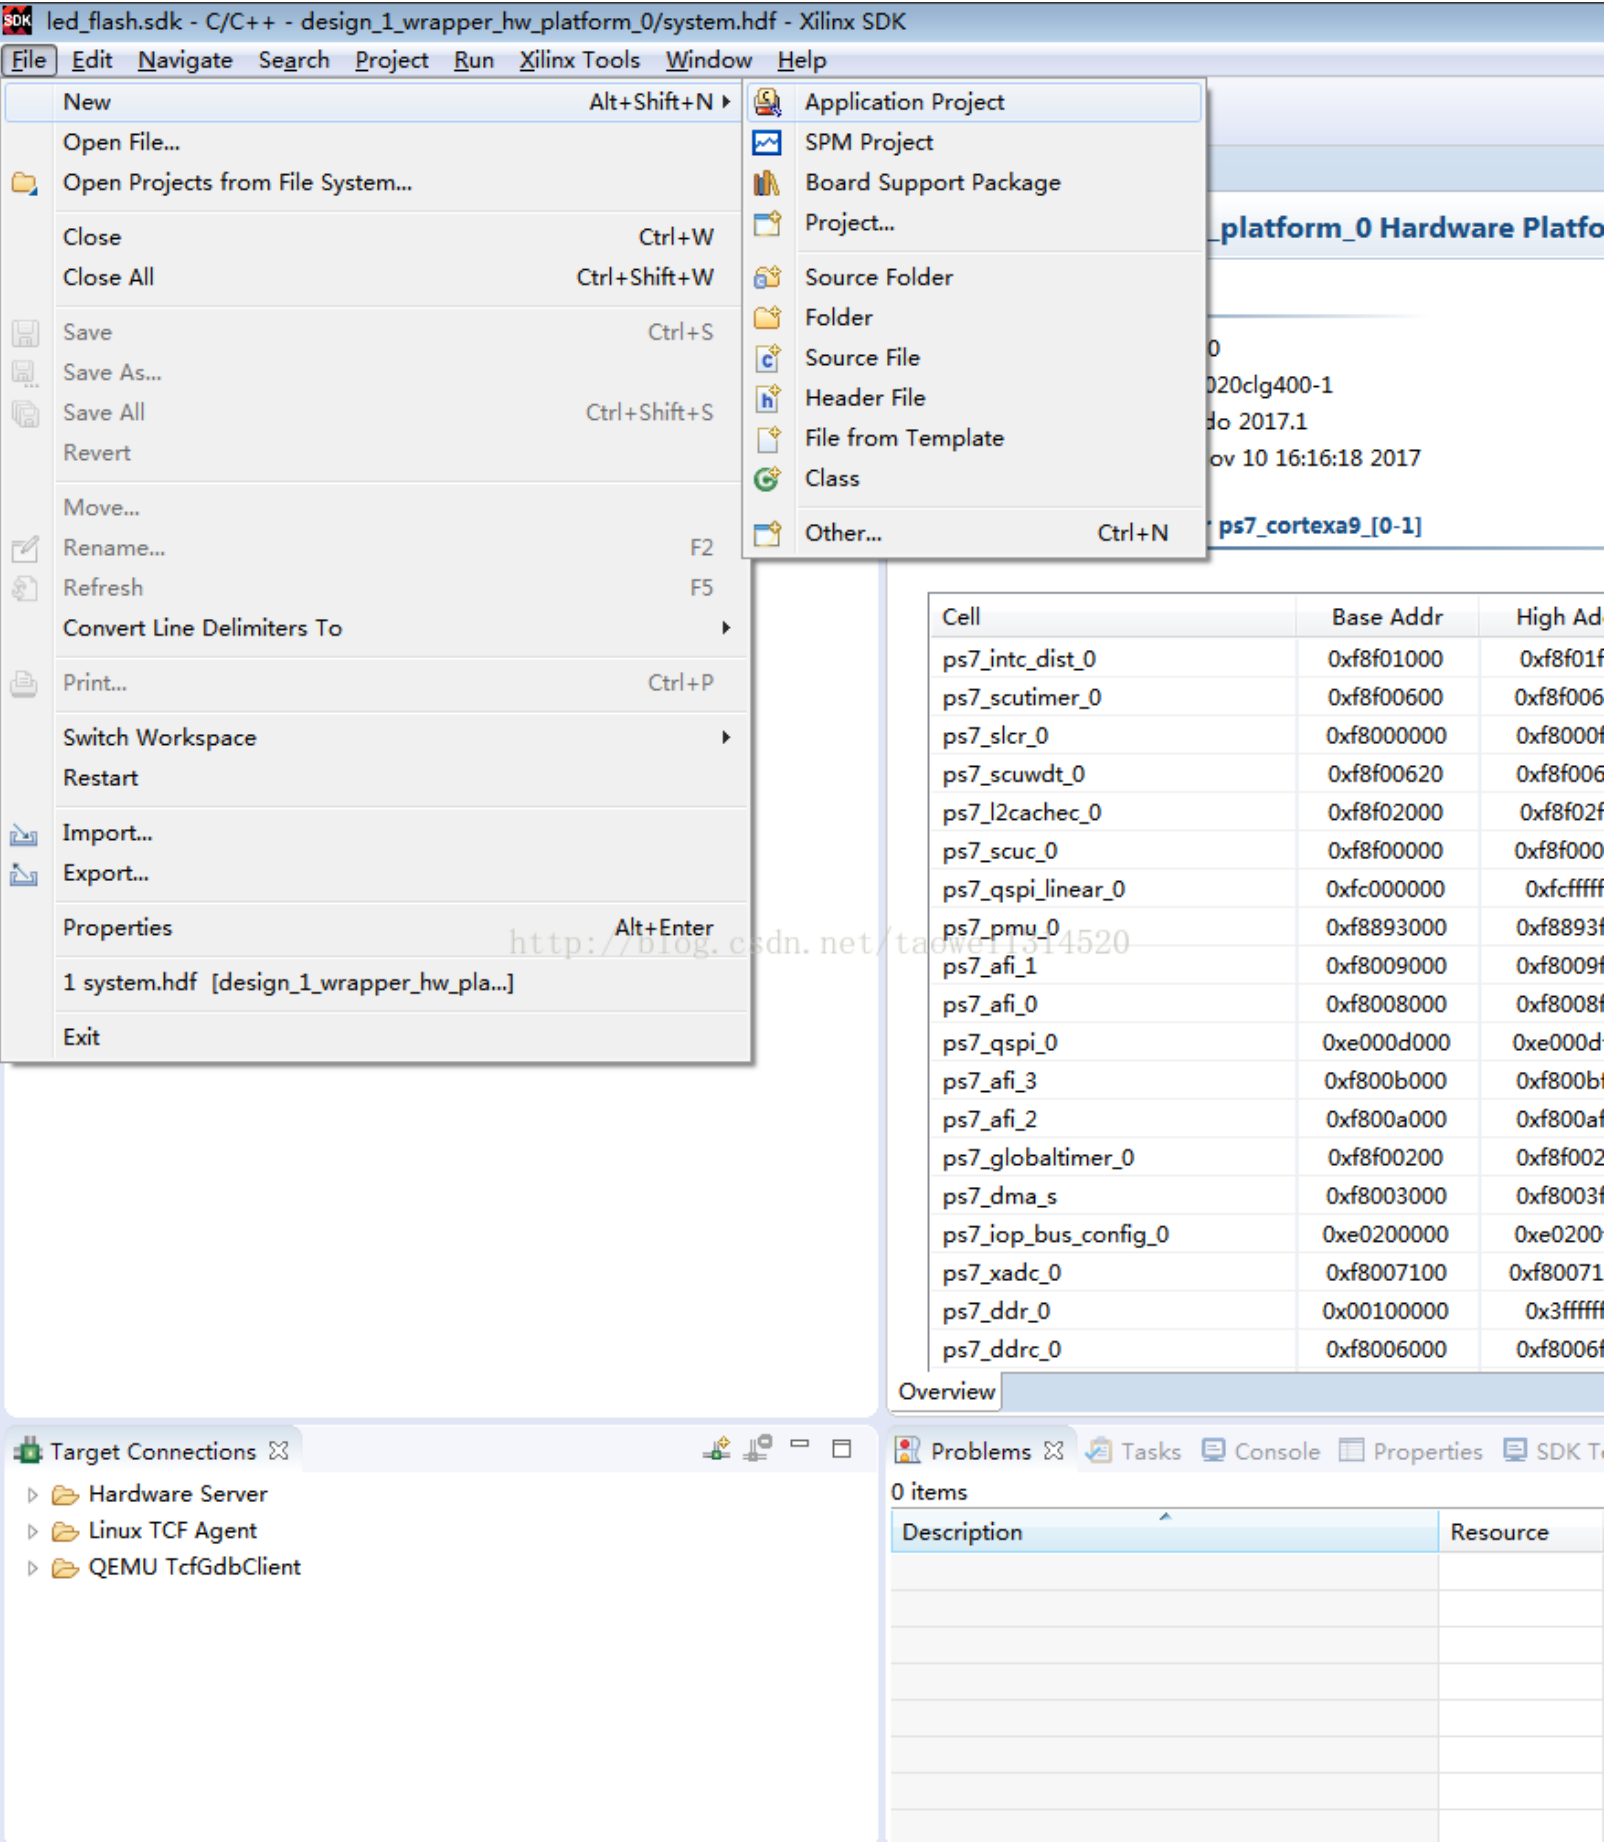 SDK led_flash.sdk - C/C++ - design_1_wrapper_hw_platform_0/system.hdf - Xilinx SDK
File Edit Navigate Search Project Run Xilinx Tools Window Help
New Alt+Shift+N
Open File...
Open Projects from File System...
Close Ctrl+W
Close All Ctrl+Shift+W
Save Ctrl+S
Save As...
Save All Ctrl+Shift+S
Revert
Move...
Rename... F2
Refresh F5
Convert Line Delimiters To
Print... Ctrl+P
Switch Workspace
Restart
Import...
Export...
Properties Alt+Enter
1 system.hdf [design_1_wrapper_hw_pla...]
Exit
Application Project
SPM Project
Board Support Package
Project...
Source Folder
Folder
Source File
Header File
File from Template
Class
Other... Ctrl+N
_platform_0 Hardware Platfo
0
020clg400-1
do 2017.1
ov 10 16:16:18 2017
r ps7_cortexa9_[0-1]
Cell Base Addr High Ad
ps7_intc_dist_0 0xf8f01000 0xf8f01f
ps7_scutimer_0 0xf8f00600 0xf8f006
ps7_slcr_0 0xf8000000 0xf8000f
ps7_scuwdt_0 0xf8f00620 0xf8f006
ps7_l2cachec_0 0xf8f02000 0xf8f02f
ps7_scuc_0 0xf8f00000 0xf8f000
ps7_qspi_linear_0 0xfc000000 0xfcfffff
ps7_pmu_0 0xf8893000 0xf8893f
ps7_afi_1 0xf8009000 0xf8009f
ps7_afi_0 0xf8008000 0xf8008f
ps7_qspi_0 0xe000d000 0xe000d
ps7_afi_3 0xf800b000 0xf800bf
ps7_afi_2 0xf800a000 0xf800af
ps7_globaltimer_0 0xf8f00200 0xf8f002
ps7_dma_s 0xf8003000 0xf8003f
ps7_iop_bus_config_0 0xe0200000 0xe0200
ps7_xadc_0 0xf8007100 0xf80071
ps7_ddr_0 0x00100000 0x3ffffff
ps7_ddrc_0 0xf8006000 0xf8006f
http://blog.csdn.net/taowei1314520
Overview
Target Connections
Hardware Server
Linux TCF Agent
QEMU TcfGdbClient
Problems Tasks Console Properties SDK Te
0 items
Description Resource